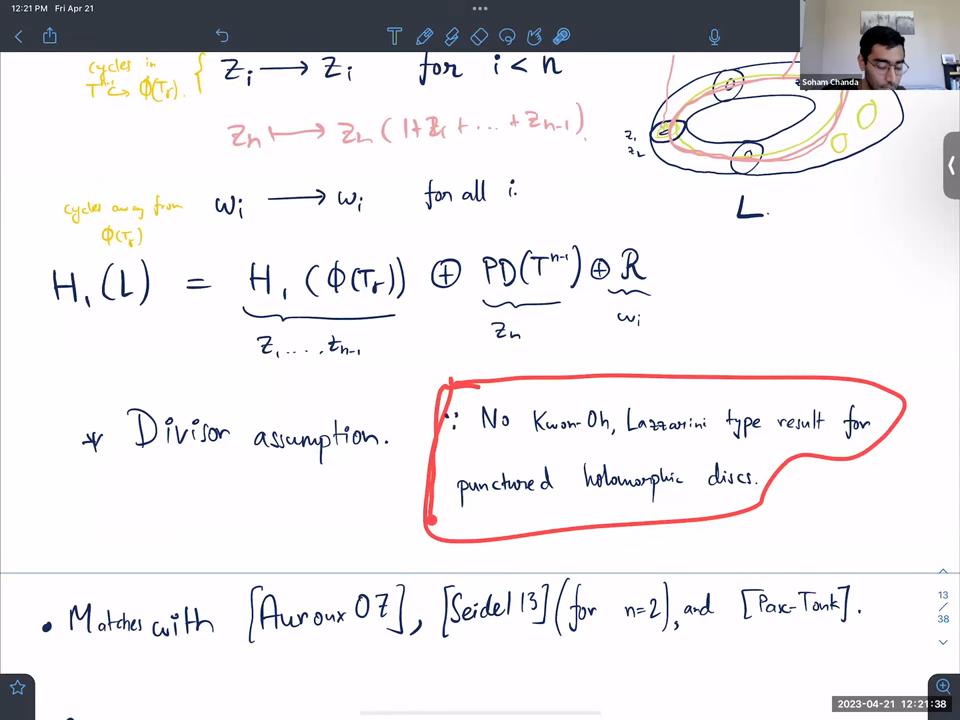 12:21 PM Fri Apr 21
Soham Chanda
cycles in
T^{n-1} ↪ Φ(T_r).
Z_i ⟶ Z_i for i < n
Z_n ⟼ Z_n (1 + Z_1 + ... + Z_{n-1}).
Z_1
Z_2
L.
cycles away from
Φ(T_r)
w_i ⟶ w_i for all i.
H_1(L) = H_1(Φ(T_r)) ⊕ PD(T^{n-1}) ⊕ R
Z_1 .... Z_{n-1}
Z_n
w_i
* Divisor assumption.
∵ No Kwon-Oh, Lazzarini type result for
punctured holomorphic discs.
• Matches with [Auroux 07], [Seidel 13] (for n=2), and [Pasc-Tonk].
13
/
38
2023-04-21 12:21:38